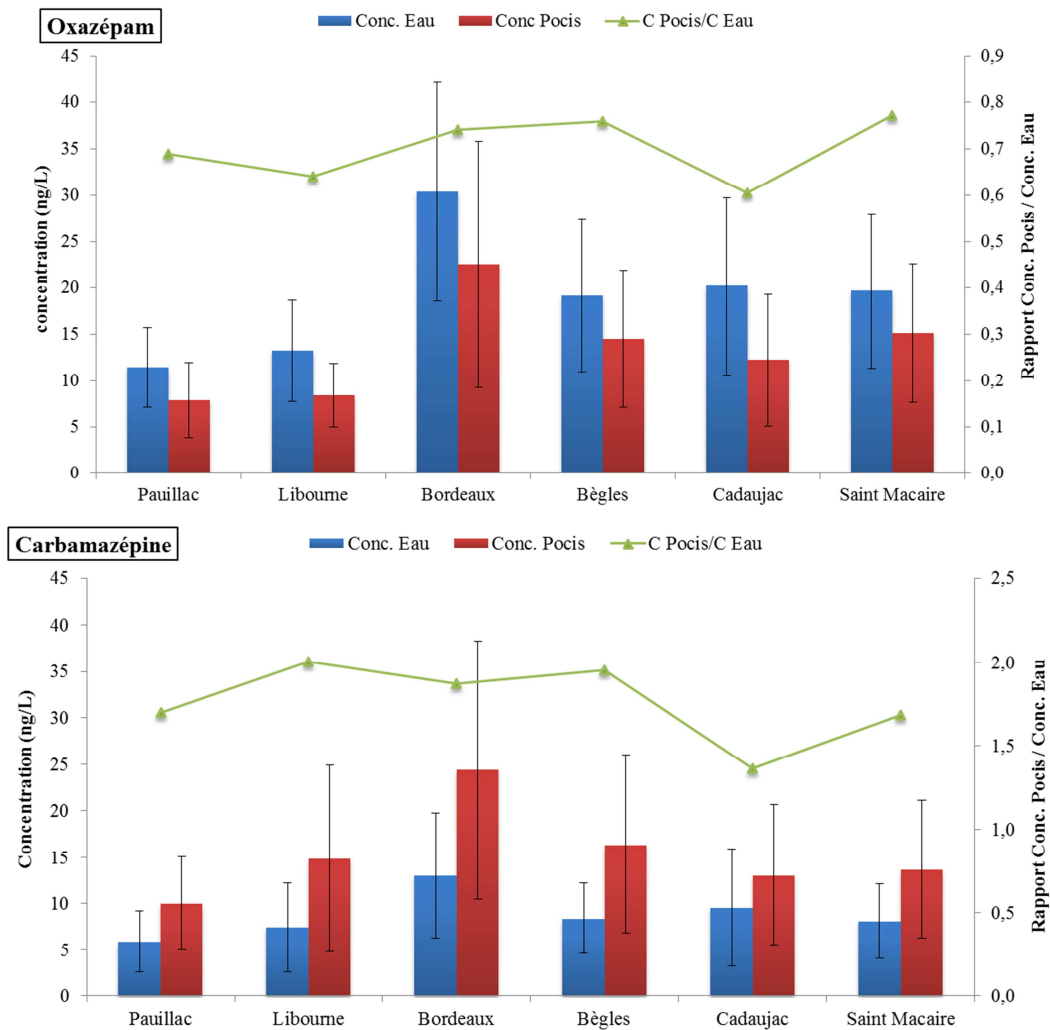 Oxazépam
Conc. Eau
Conc Pocis
C Pocis/C Eau
concentration (ng/L)
45
40
35
30
25
20
15
10
5
0
0,9
0,8
0,7
0,6
0,5
0,4
0,3
0,2
0,1
0,0
Rapport Conc. Pocis / Conc. Eau
Pauillac
Libourne
Bordeaux
Bègles
Cadaujac
Saint Macaire
Carbamazépine
Conc. Eau
Conc. Pocis
C Pocis/C Eau
Concentration (ng/L)
45
40
35
30
25
20
15
10
5
0
2,5
2,0
1,5
1,0
0,5
0,0
Rapport Conc. Pocis / Conc. Eau
Pauillac
Libourne
Bordeaux
Bègles
Cadaujac
Saint Macaire